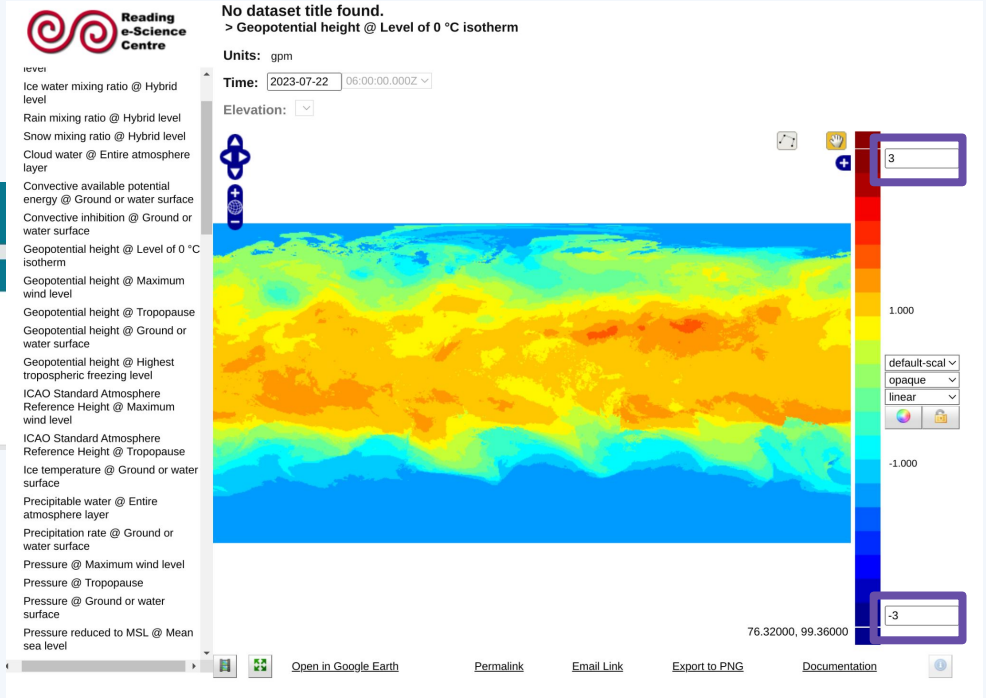 Reading
e-Science
Centre
No dataset title found.
> Geopotential height @ Level of 0 °C isotherm
Units: gpm
Time: 2023-07-22 06:00:00.000Z
Elevation:
level
Ice water mixing ratio @ Hybrid
level
Rain mixing ratio @ Hybrid level
Snow mixing ratio @ Hybrid level
Cloud water @ Entire atmosphere
layer
Convective available potential
energy @ Ground or water surface
Convective inhibition @ Ground or
water surface
Geopotential height @ Level of 0 °C
isotherm
Geopotential height @ Maximum
wind level
Geopotential height @ Tropopause
Geopotential height @ Ground or
water surface
Geopotential height @ Highest
tropospheric freezing level
ICAO Standard Atmosphere
Reference Height @ Maximum
wind level
ICAO Standard Atmosphere
Reference Height @ Tropopause
Ice temperature @ Ground or water
surface
Precipitable water @ Entire
atmosphere layer
Precipitation rate @ Ground or
water surface
Pressure @ Maximum wind level
Pressure @ Tropopause
Pressure @ Ground or water
surface
Pressure reduced to MSL @ Mean
sea level
3
1.000
default-scal
opaque
linear
-1.000
-3
76.32000, 99.36000
Open in Google Earth
Permalink
Email Link
Export to PNG
Documentation